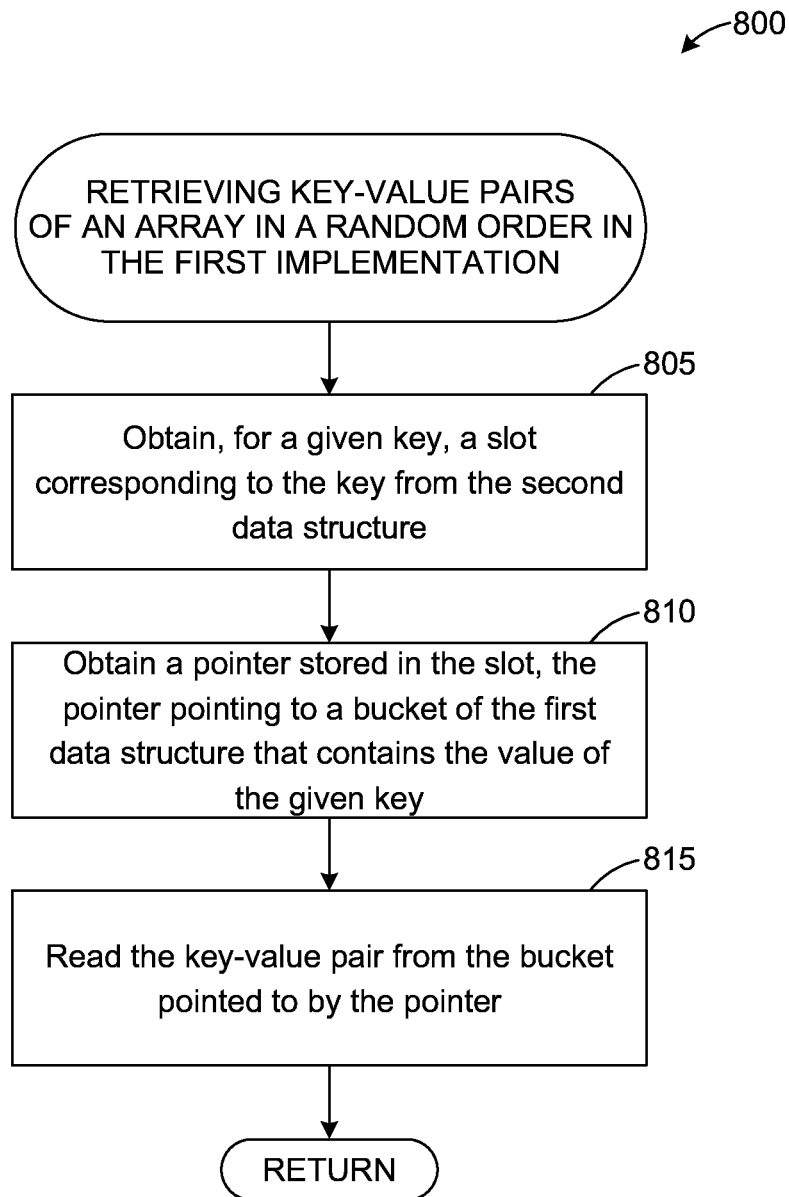 800
RETRIEVING KEY-VALUE PAIRS
OF AN ARRAY IN A RANDOM ORDER IN
THE FIRST IMPLEMENTATION
805
Obtain, for a given key, a slot
corresponding to the key from the second
data structure
810
Obtain a pointer stored in the slot, the
pointer pointing to a bucket of the first
data structure that contains the value of
the given key
815
Read the key-value pair from the bucket
pointed to by the pointer
RETURN